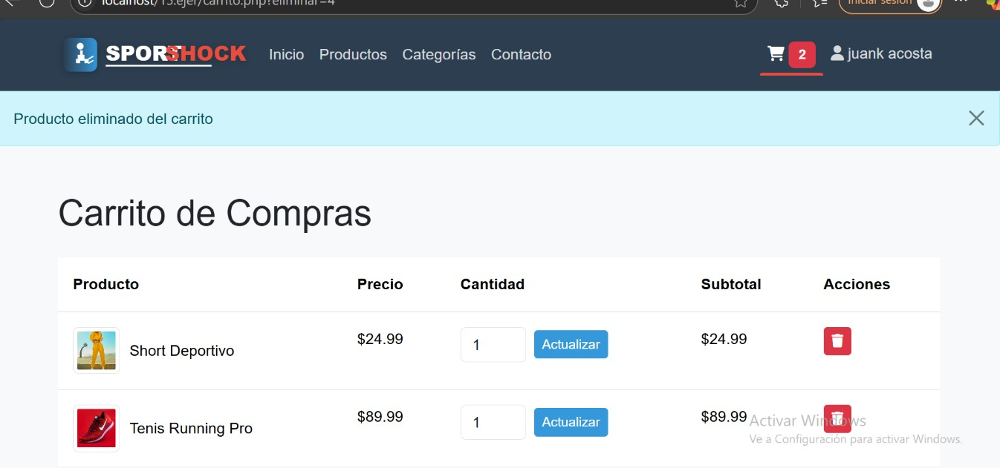 localhost/15.ejer/carrito.php?eliminar=4
Iniciar sesión
SPORTSHOCK
Inicio Productos Categorías Contacto
2 juank acosta
Producto eliminado del carrito
Carrito de Compras
Producto Precio Cantidad Subtotal Acciones
Short Deportivo $24.99 1 Actualizar $24.99
Tenis Running Pro $89.99 1 Actualizar $89.99
Activar Windows
Ve a Configuración para activar Windows.